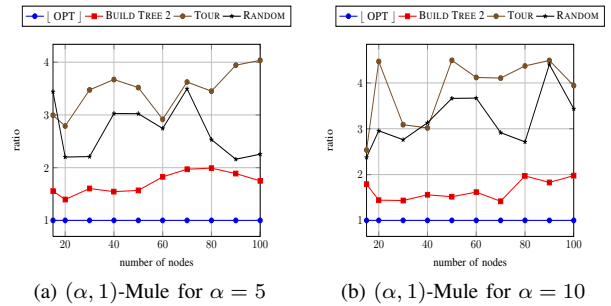 ⌊ OPT ⌋ BUILD TREE 2 TOUR RANDOM
4
3
2
1
ratio
20 40 60 80 100
number of nodes
(a) (α, 1)-Mule for α = 5
⌊ OPT ⌋ BUILD TREE 2 TOUR RANDOM
4
3
2
1
ratio
20 40 60 80 100
number of nodes
(b) (α, 1)-Mule for α = 10